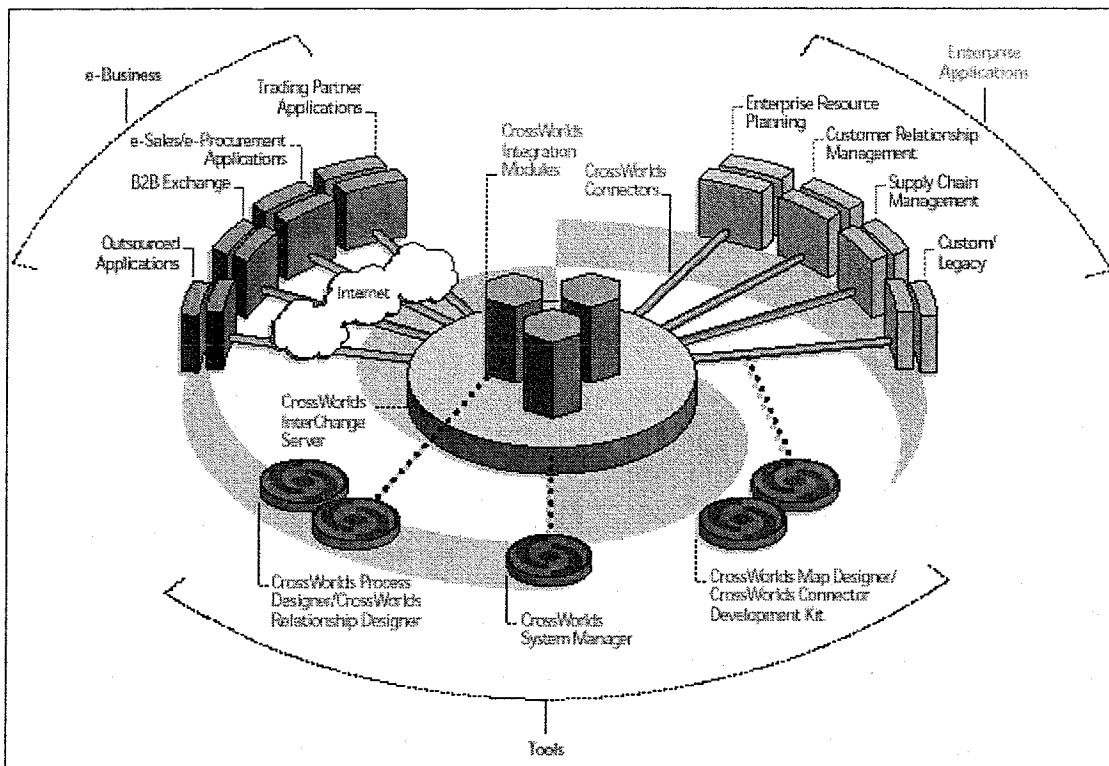 e-Business
Trading Partner
Applications
e-Sales/e-Procurement
Applications
B2B Exchange
Outsourced
Applications
Internet
CrossWorlds
Integration
Modules
CrossWorlds
Connectors
Enterprise
Applications
Enterprise Resource
Planning
Customer Relationship
Management
Supply Chain
Management
Custom/
Legacy
CrossWorlds
InterChange
Server
CrossWorlds Process
Designer/CrossWorlds
Relationship Designer
CrossWorlds
System Manager
CrossWorlds Map Designer/
CrossWorlds Connector
Development Kit
Tools